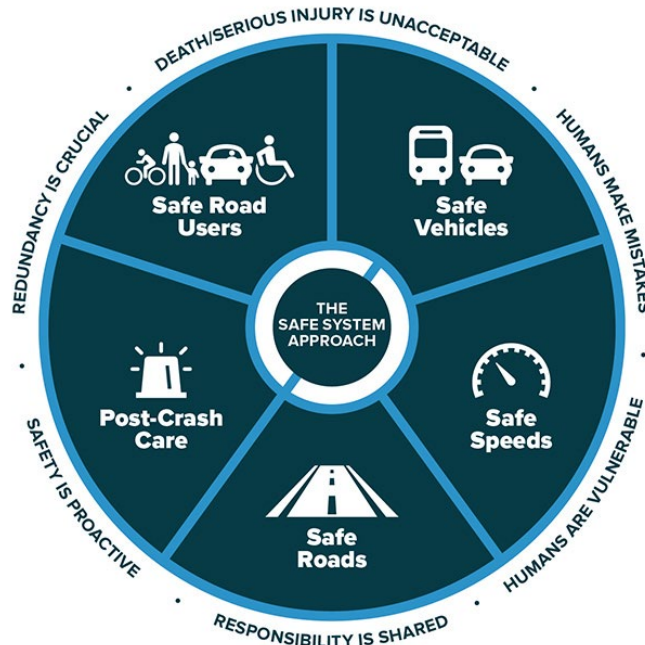 DEATH/SERIOUS INJURY IS UNACCEPTABLE
HUMANS MAKE MISTAKES
HUMANS ARE VULNERABLE
RESPONSIBILITY IS SHARED
SAFETY IS PROACTIVE
REDUNDANCY IS CRUCIAL
Safe Road
Users
Safe
Vehicles
Safe
Speeds
Safe
Roads
Post-Crash
Care
THE
SAFE SYSTEM
APPROACH